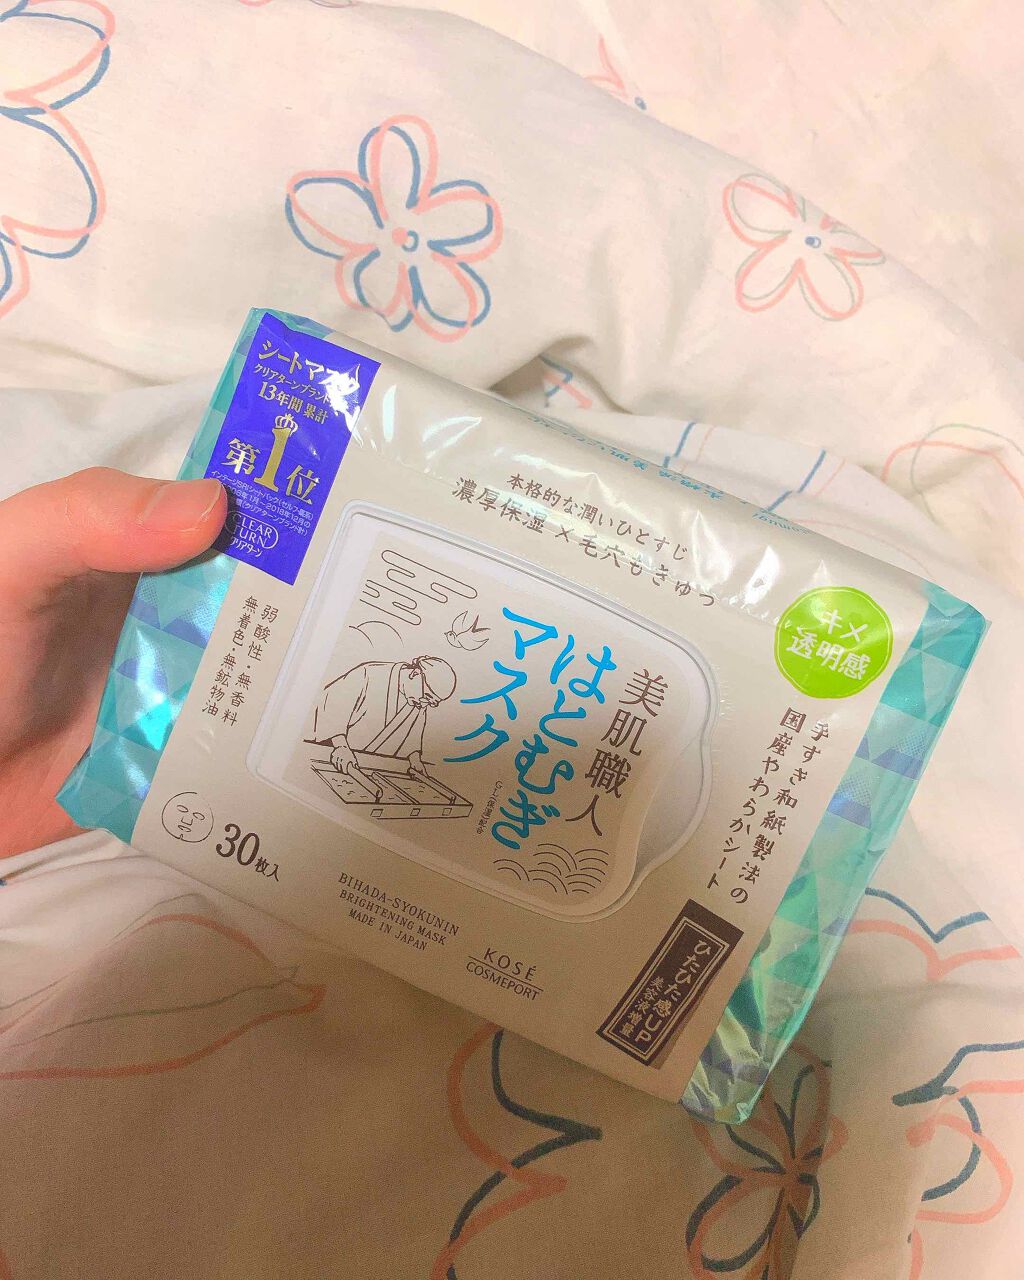 シートマスク
クリアターンブランド
13年間 累計
第1位
CLEAR
TURN
クリアターン
本格的な潤いひとすじ
濃厚保湿×毛穴もきゅっ
キメ
透明感
手すき和紙製法の
国産やわらかシート
美肌職人
はとむぎ
マスク
弱酸性・無香料
無着色・無鉱物油
30枚入
BIHADA-SYOKUNIN
BRIGHTENING MASK
MADE IN JAPAN
KOSÉ
COSMEPORT
ひたひた感UP
美容液増量